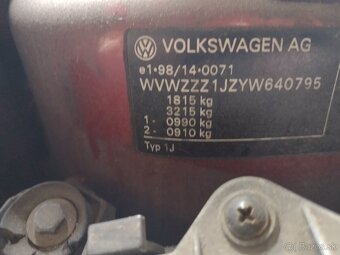 VOLKSWAGEN AG
e1*98/14*0071
WVWZZZ1JZYW640795
1815 kg
3215 kg
1- 0990 kg
2- 0910 kg
Typ 1J